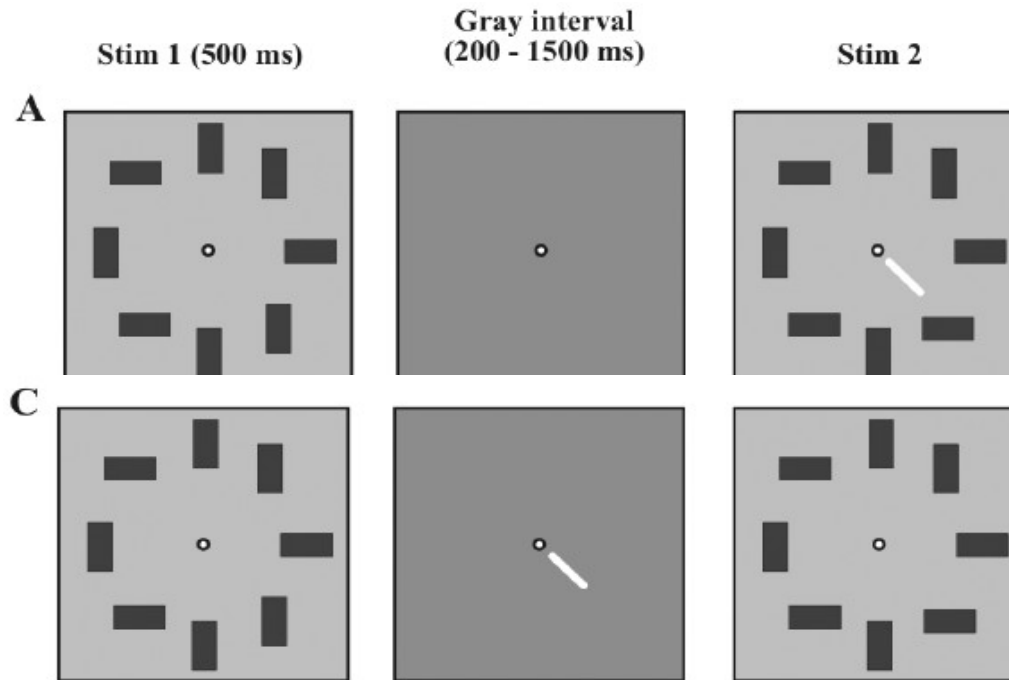 Stim 1 (500 ms)
Gray interval
(200 - 1500 ms)
Stim 2
A
C